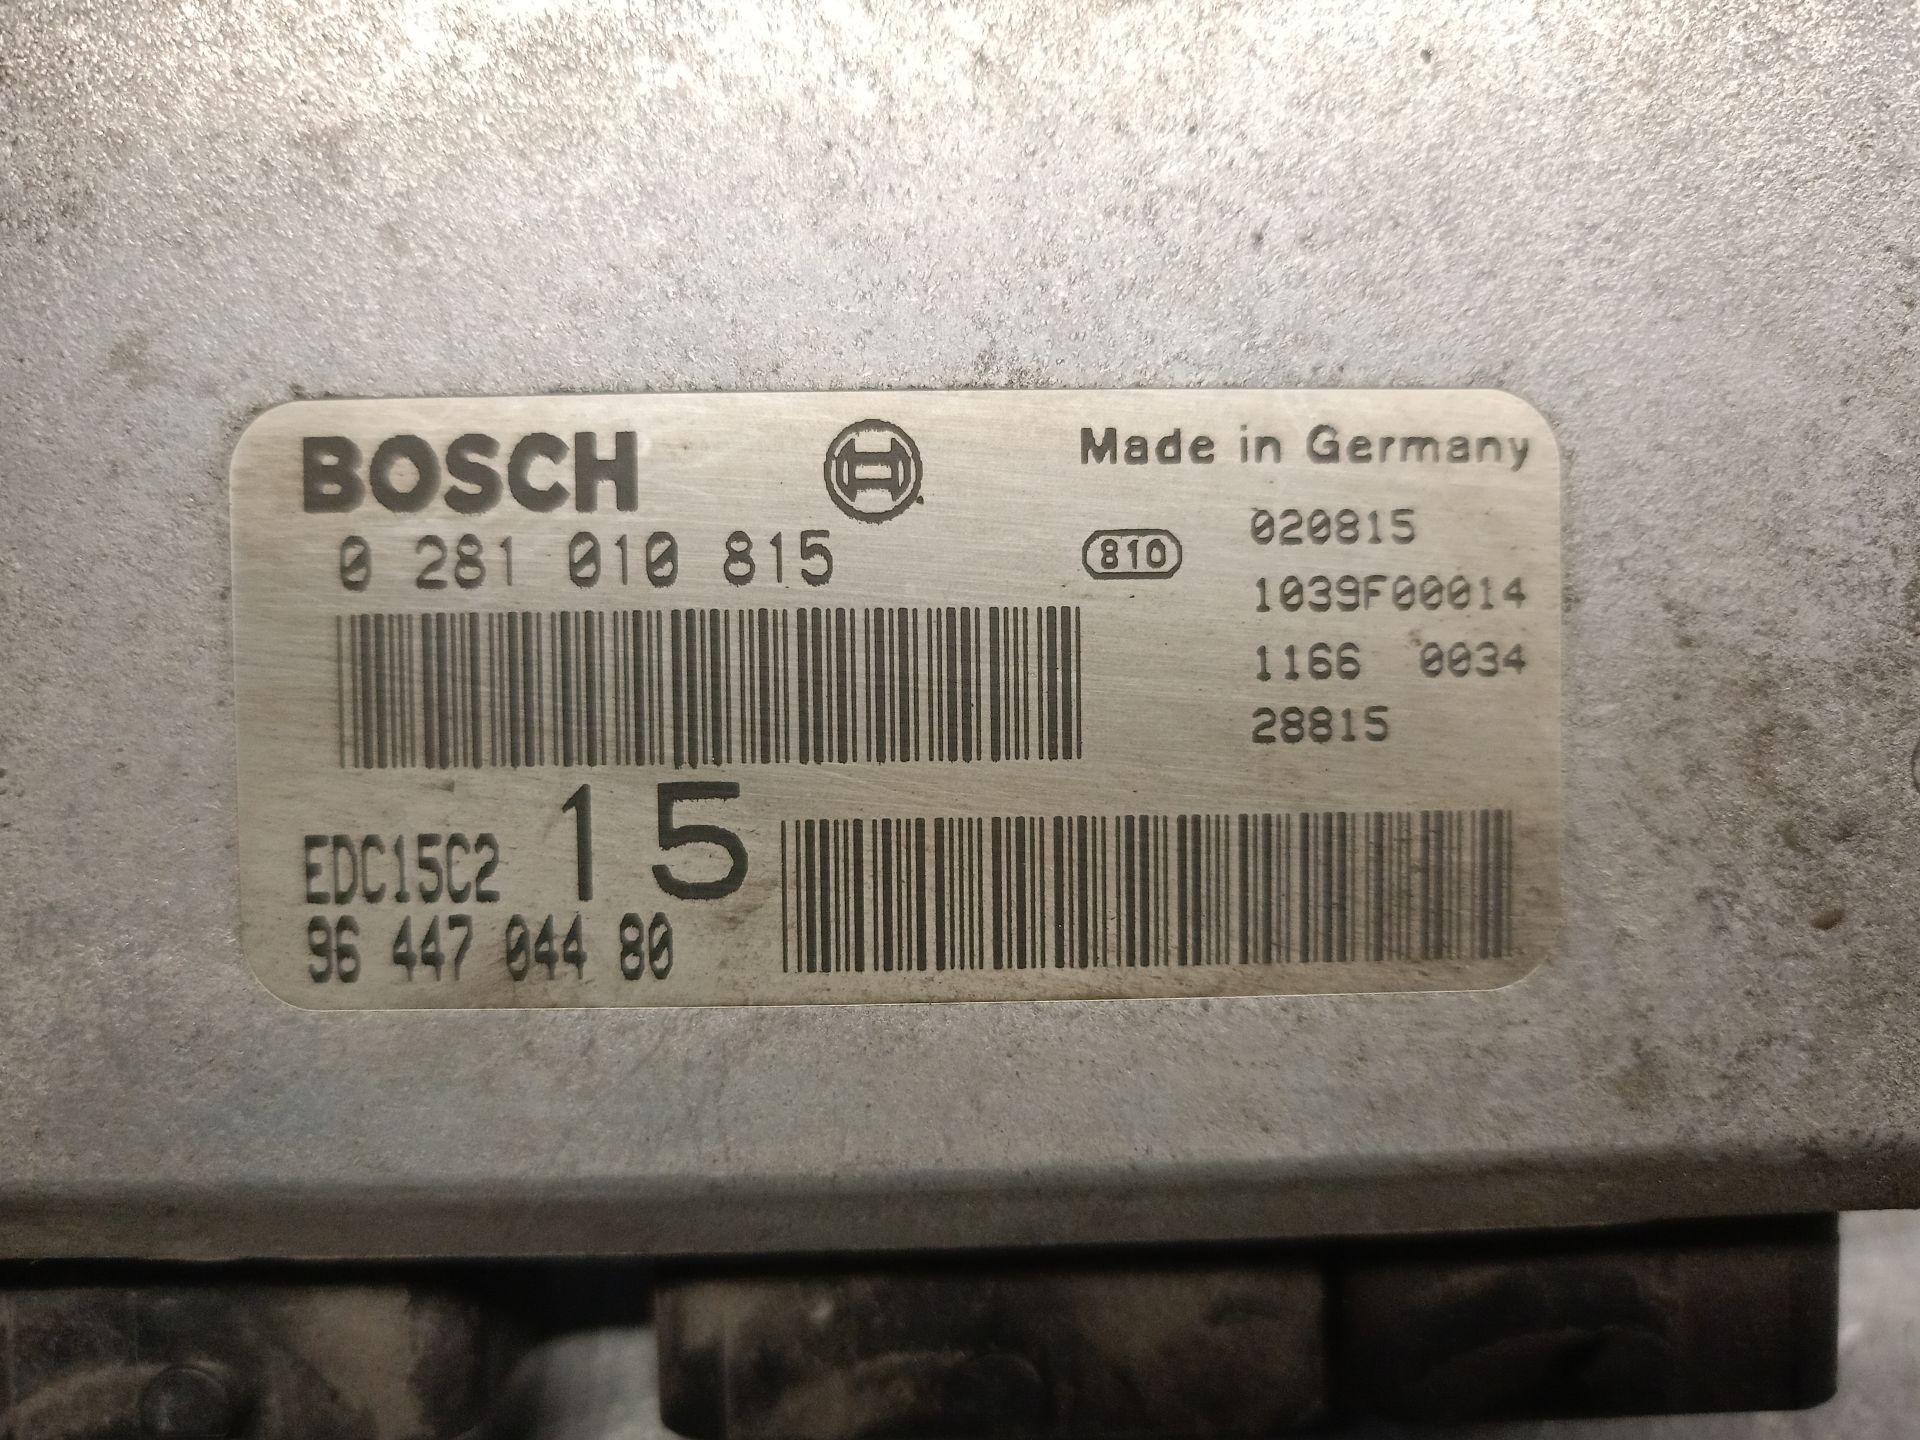 BOSCH
Made in Germany
0 281 010 815
810
020815
1039F00014
1166 0034
28815
EDC15C2
15
96 447 044 80